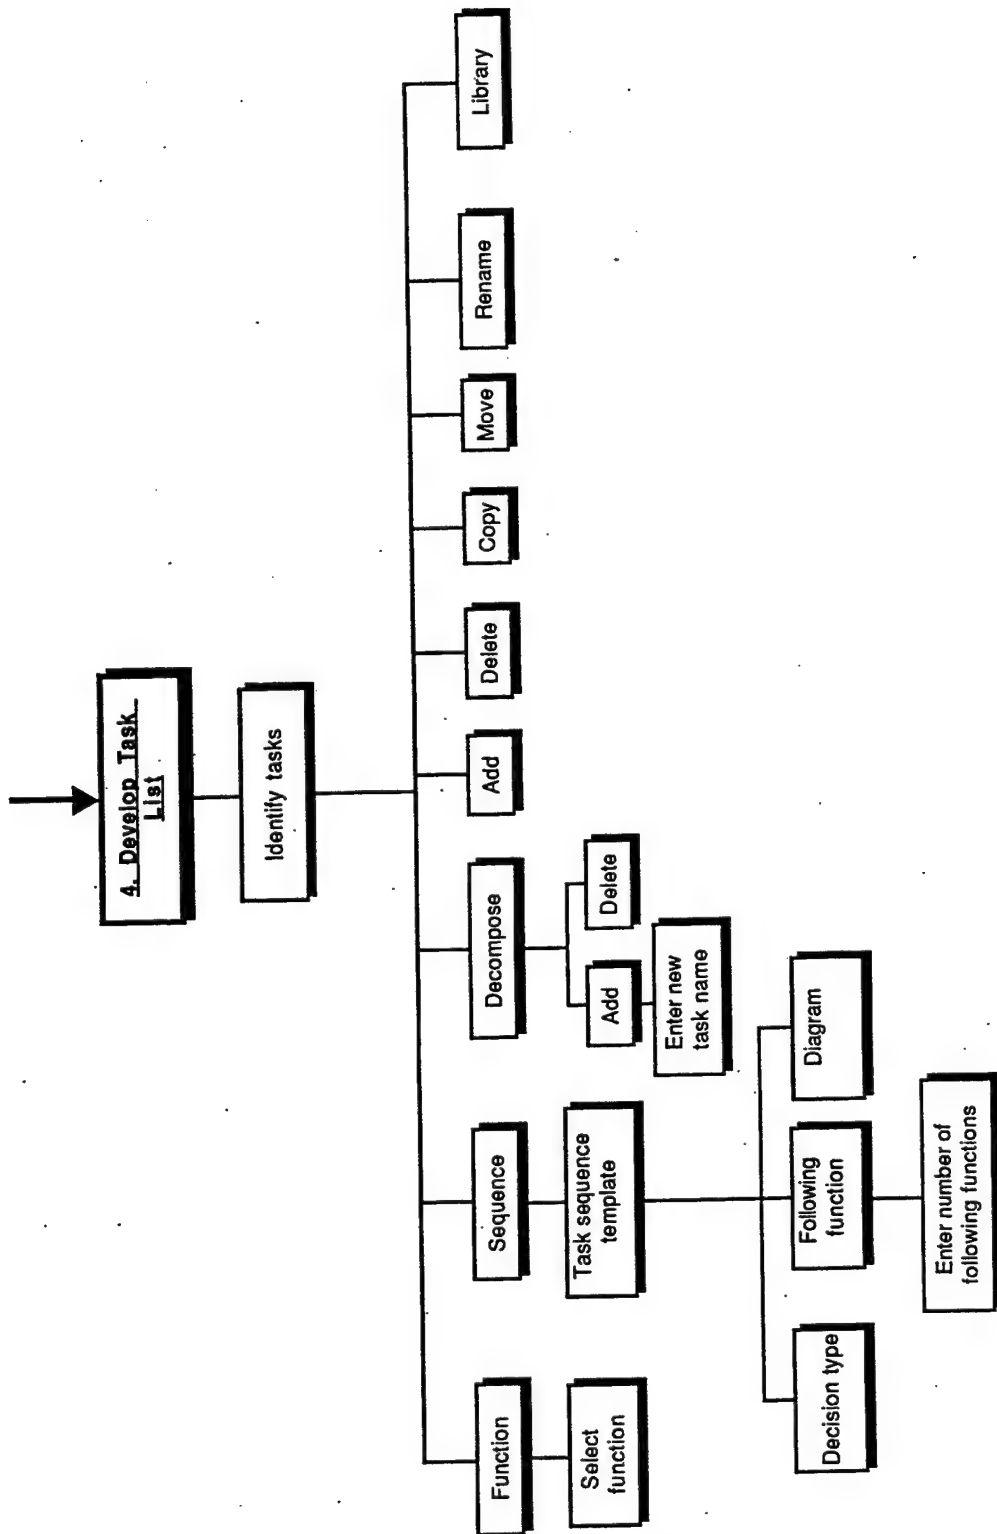 4. Develop Task
List
Identify tasks
Function
Sequence
Decompose
Add
Delete
Copy
Move
Rename
Library
Select
function
Task sequence
template
Add
Delete
Enter new
task name
Decision type
Following
function
Diagram
Enter number of
following functions